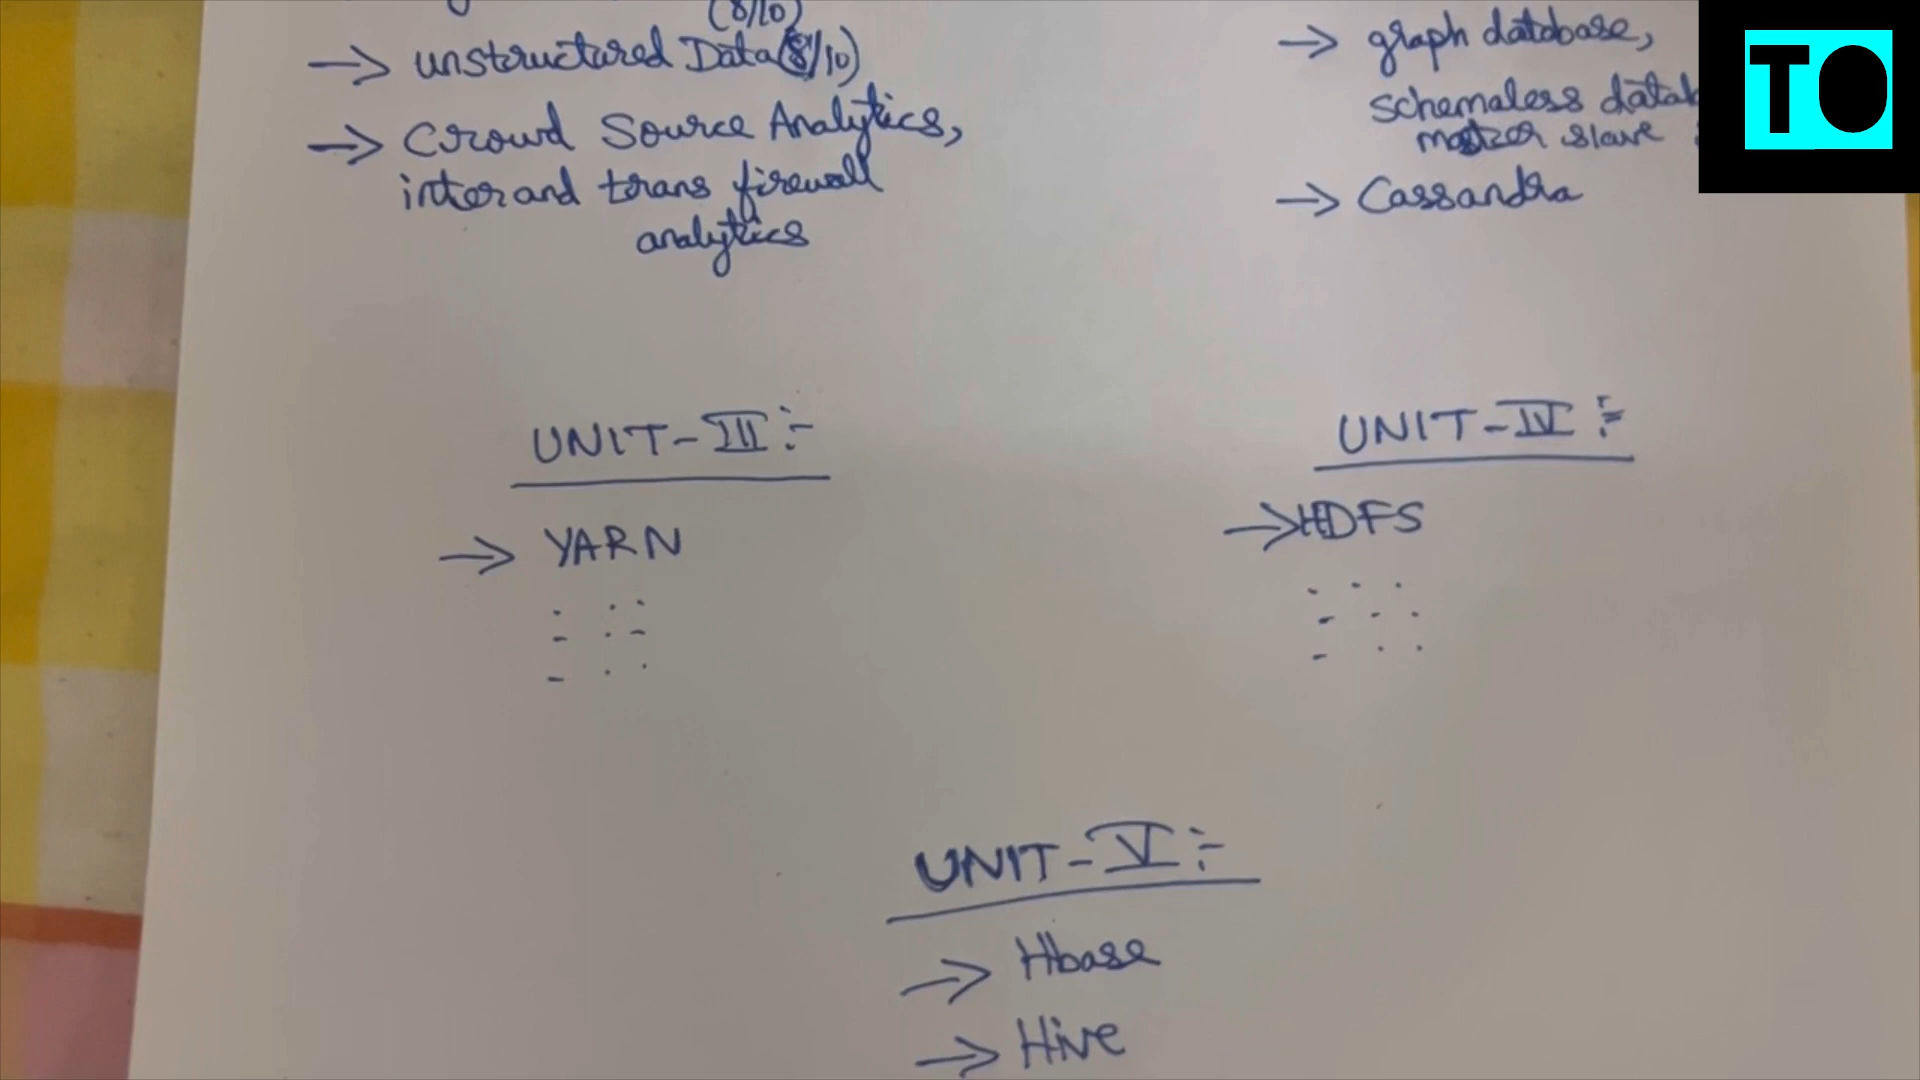 (8/10)
→ unstructured Data (8/10)
→ Crowd Source Analytics,
inter and trans firewall
analytics
→ graph database,
schemaless
master slave
→ Cassandra
TO
UNIT-III :-
→ YARN
UNIT-IV :-
→ HDFS
UNIT-V :-
→ Hbase
→ Hive